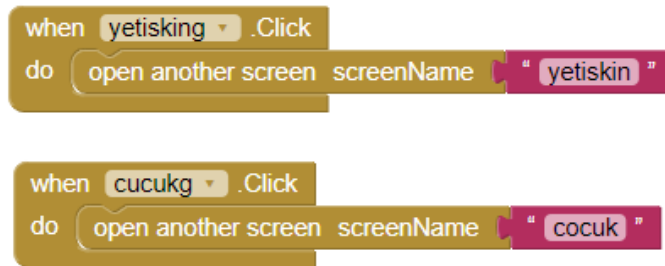 when yetisking .Click
do open another screen screenName " yetiskin "
when cucukg .Click
do open another screen screenName " cocuk "